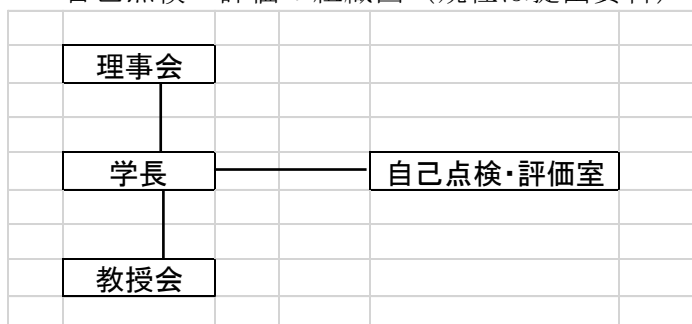 自己点検・評価の組織図（規程は提出資料）
理事会
学長
自己点検・評価室
教授会